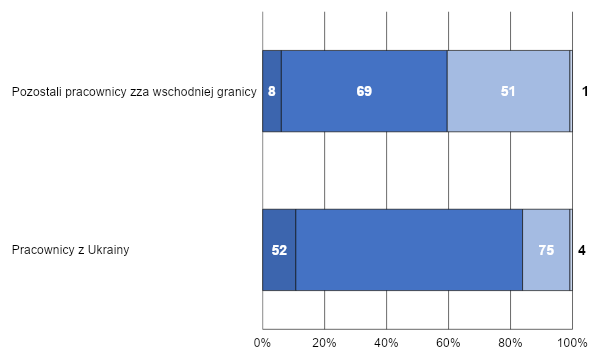 Pozostali pracownicy zza wschodniej granicy
8 69 51 1
Pracownicy z Ukrainy
52 75 4
0% 20% 40% 60% 80% 100%